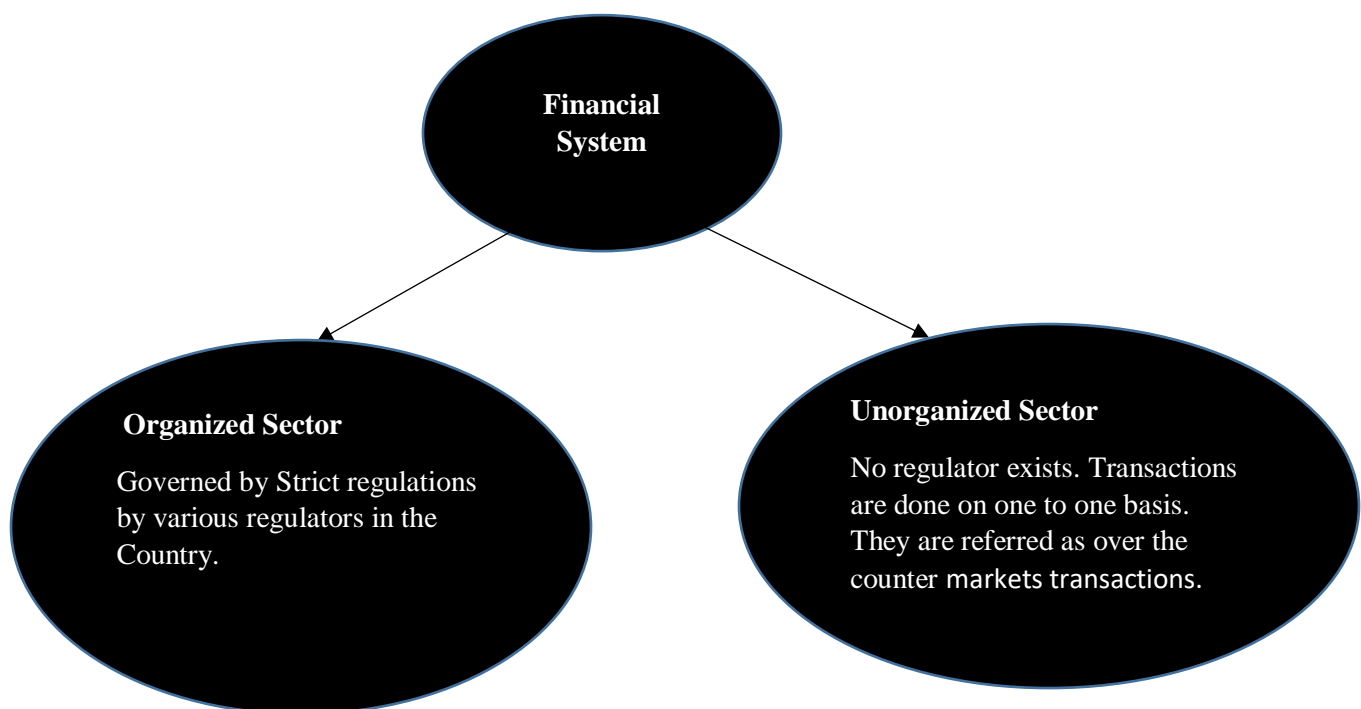 Financial
System
Organized Sector
Governed by Strict regulations
by various regulators in the
Country.
Unorganized Sector
No regulator exists. Transactions
are done on one to one basis.
They are referred as over the
counter markets transactions.